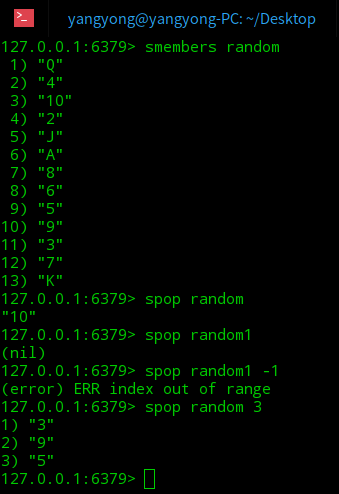 yangyong@yangyong-PC: ~/Desktop
127.0.0.1:6379> smembers random
 1) "Q"
 2) "4"
 3) "10"
 4) "2"
 5) "J"
 6) "A"
 7) "8"
 8) "6"
 9) "5"
10) "9"
11) "3"
12) "7"
13) "K"
127.0.0.1:6379> spop random
"10"
127.0.0.1:6379> spop random1
(nil)
127.0.0.1:6379> spop random1 -1
(error) ERR index out of range
127.0.0.1:6379> spop random 3
1) "3"
2) "9"
3) "5"
127.0.0.1:6379>